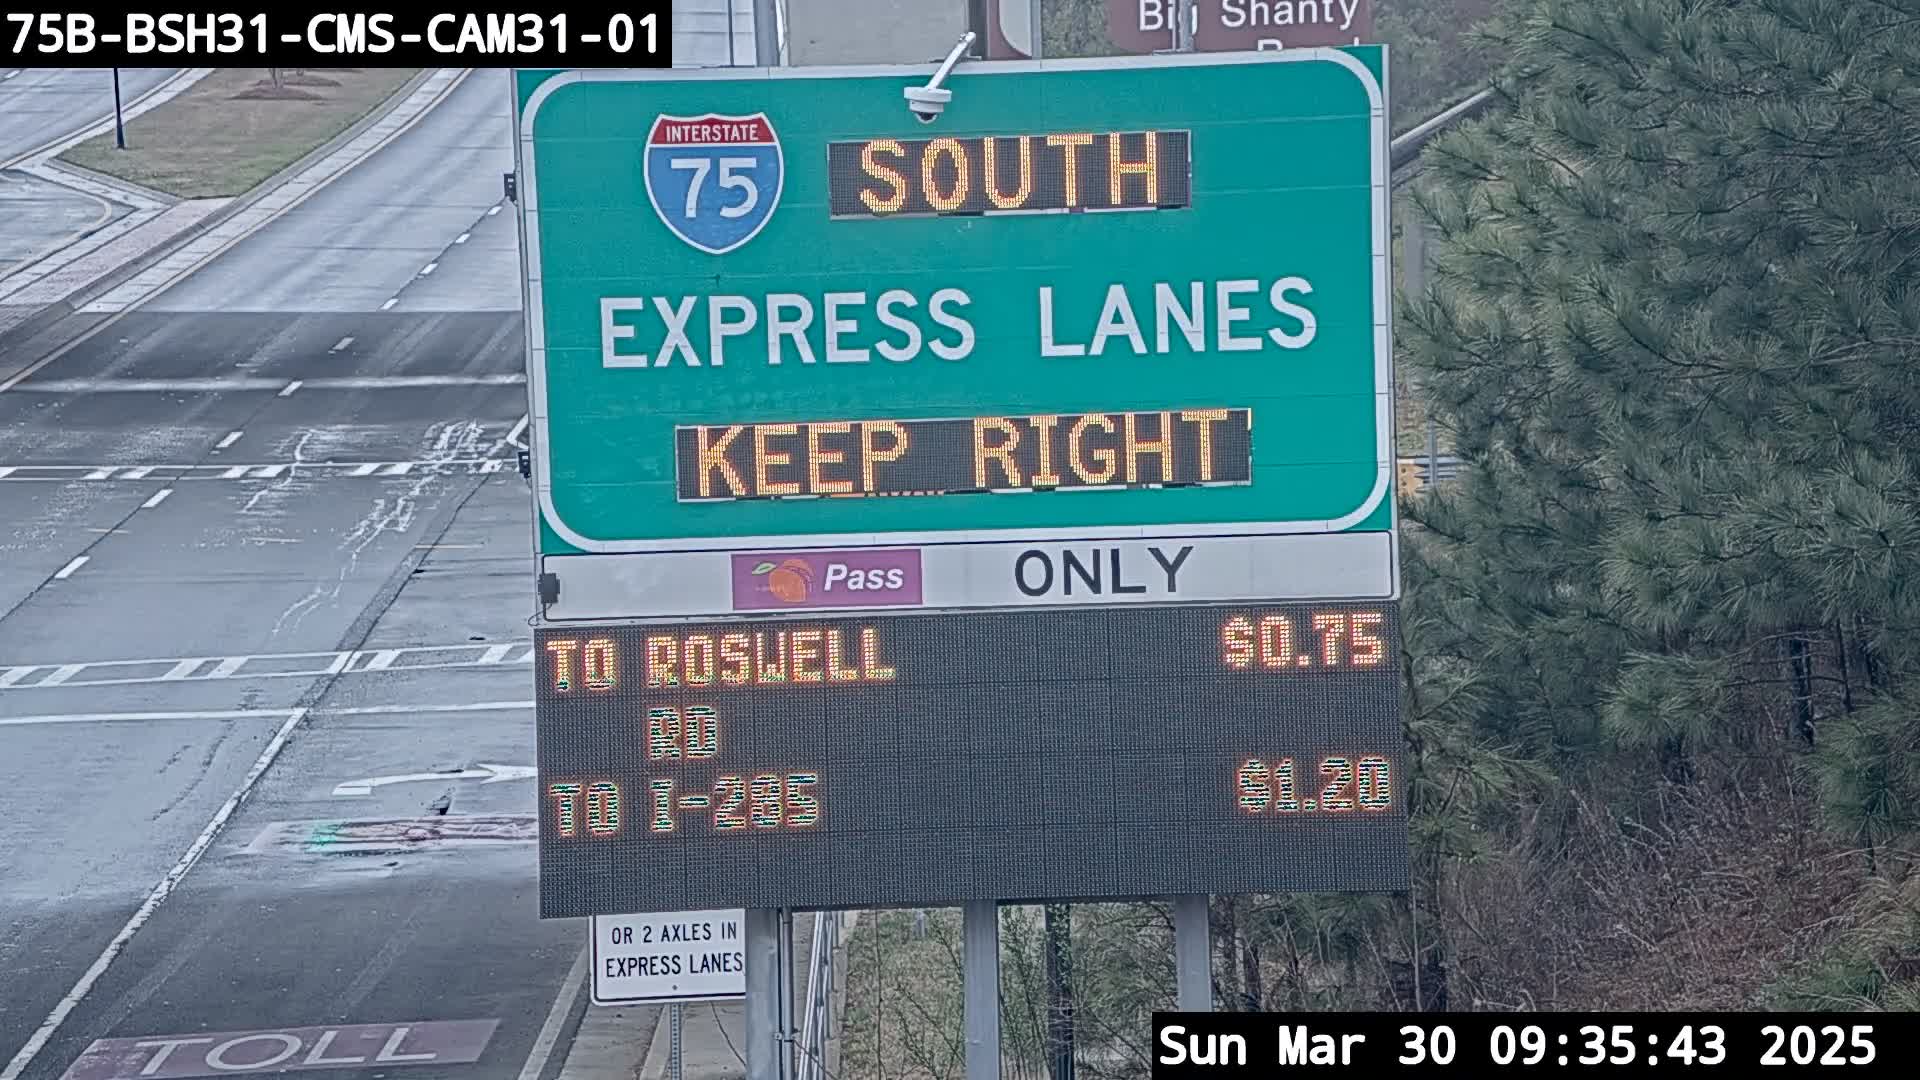 75B-BSH31-CMS-CAM31-01
Big Shanty
INTERSTATE
75
SOUTH
EXPRESS LANES
KEEP RIGHT
Pass
ONLY
TO ROSWELL $0.75
RD
TO I-285 $1.20
OR 2 AXLES IN
EXPRESS LANES
TOLL
Sun Mar 30 09:35:43 2025